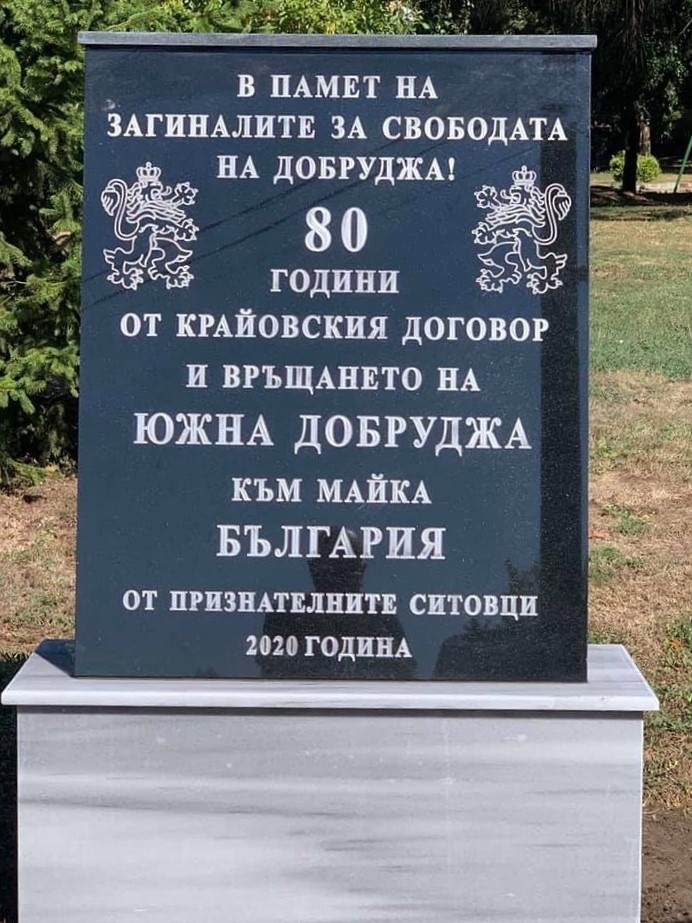 В ПАМЕТ НА
ЗАГИНАЛИТЕ ЗА СВОБОДАТА
НА ДОБРУДЖА!
80
ГОДИНИ
ОТ КРАЙОВСКИЯ ДОГОВОР
И ВРЪЩАНЕТО НА
ЮЖНА ДОБРУДЖА
КЪМ МАЙКА
БЪЛГАРИЯ
ОТ ПРИЗНАТЕЛНИТЕ СИТОВЦИ
2020 ГОДИНА